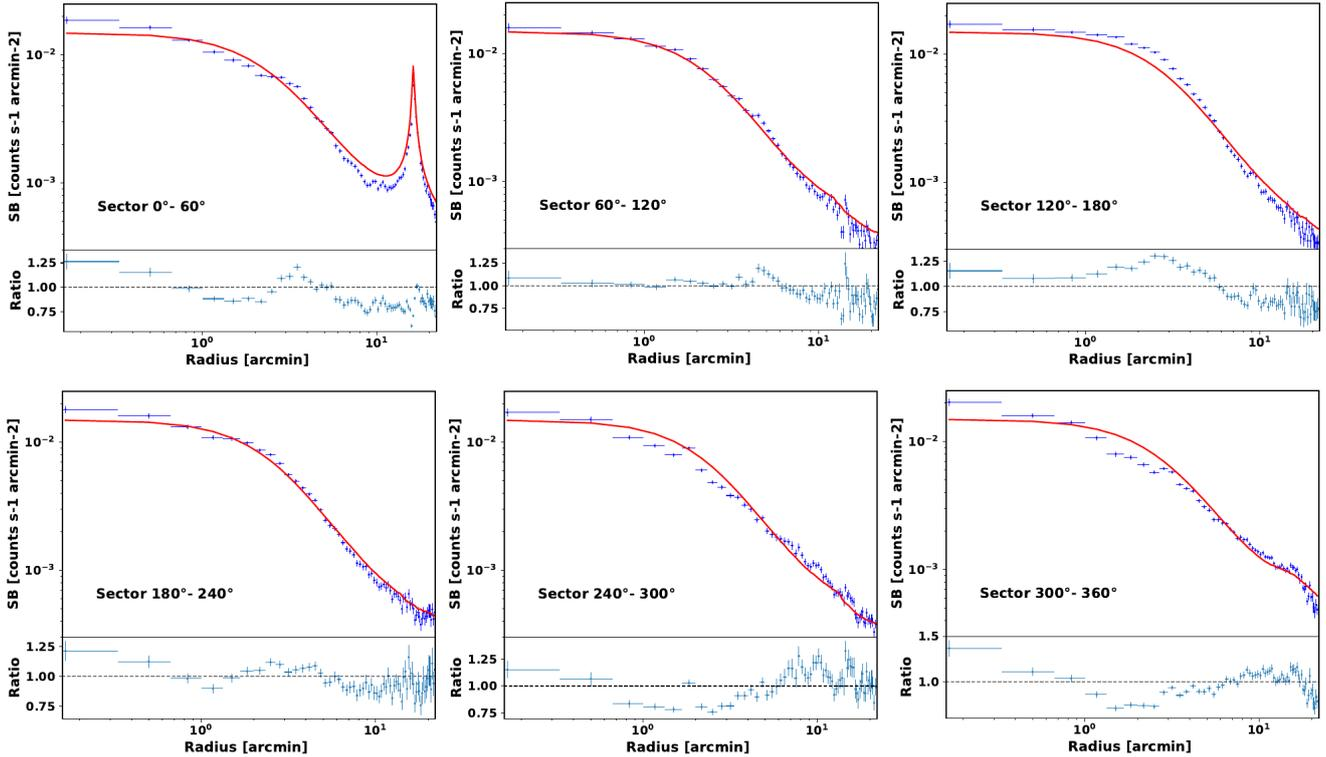 SB [counts s-1 arcmin-2]
10⁻²
10⁻³
Sector 0°- 60°
Ratio
1.25
1.00
0.75
10⁰
10¹
Radius [arcmin]
SB [counts s-1 arcmin-2]
10⁻²
10⁻³
Sector 60°- 120°
Ratio
1.25
1.00
0.75
10⁰
10¹
Radius [arcmin]
SB [counts s-1 arcmin-2]
10⁻²
10⁻³
Sector 120°- 180°
Ratio
1.25
1.00
0.75
10⁰
10¹
Radius [arcmin]
SB [counts s-1 arcmin-2]
10⁻²
10⁻³
Sector 180°- 240°
Ratio
1.25
1.00
0.75
10⁰
10¹
Radius [arcmin]
SB [counts s-1 arcmin-2]
10⁻²
10⁻³
Sector 240°- 300°
Ratio
1.25
1.00
0.75
10⁰
10¹
Radius [arcmin]
SB [counts s-1 arcmin-2]
10⁻²
10⁻³
Sector 300°- 360°
Ratio
1.5
1.0
10⁰
10¹
Radius [arcmin]